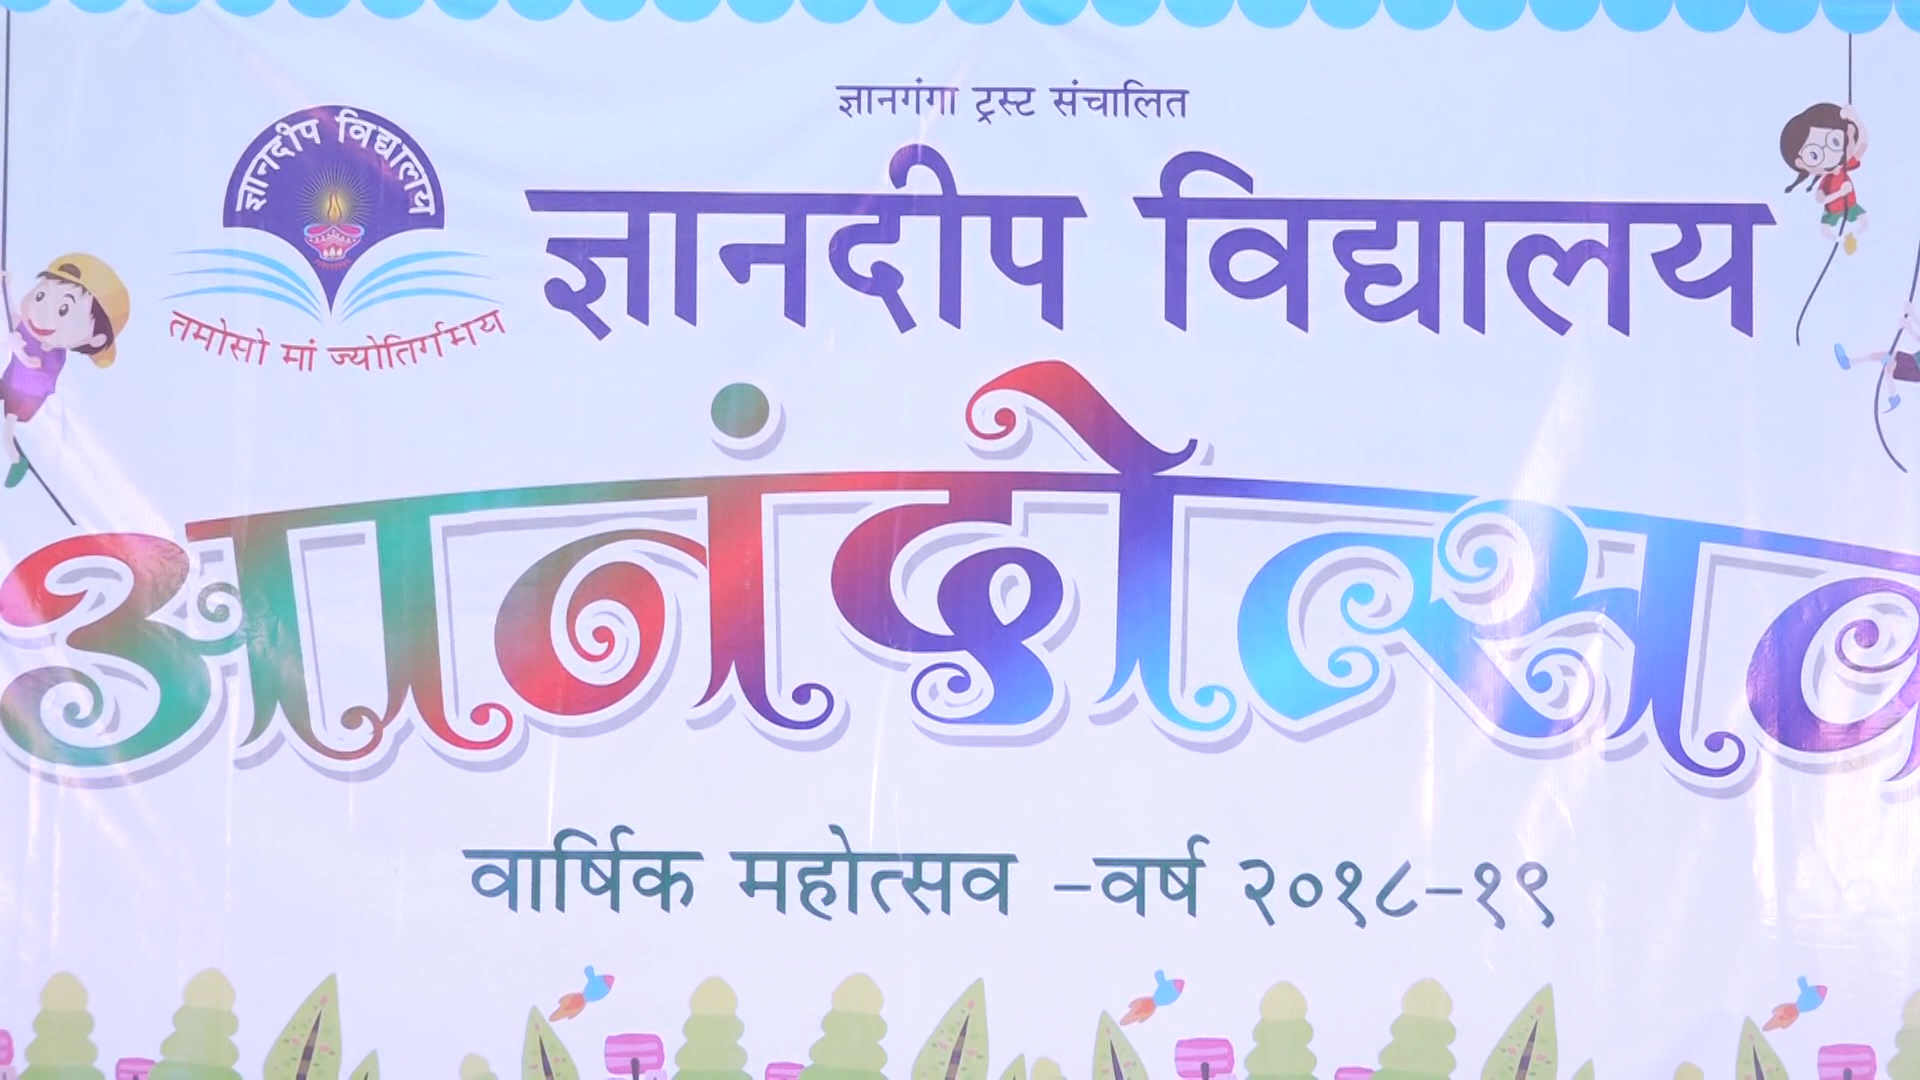 ज्ञानगंगा ट्रस्ट संचालित
ज्ञानदीप विद्यालय
तमोसो मां ज्योतिर्गमय
ज्ञानदीप विद्यालय
आनंदोत्सव
वार्षिक महोत्सव -वर्ष २०१८-१९